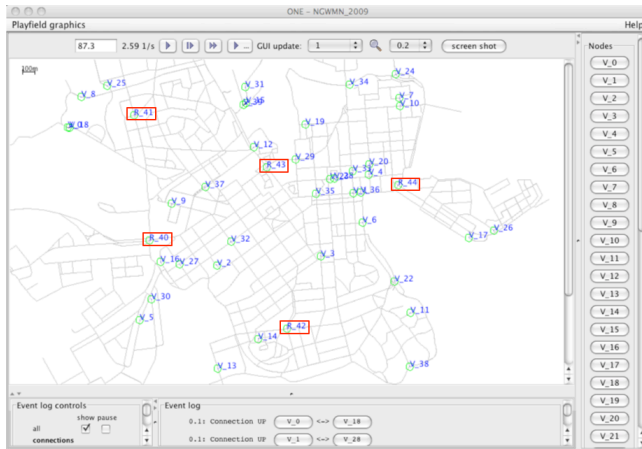 ONE - NGWMN_2009
Playfield graphics
Help
87.3 2.59 1/s ... GUI update: 1 0.2 screen shot
100m
V_24
V_25
V_31
V_34
V_8
V_7
V_10
R_41
V_19
V_12
V_29
R_43
V_20
V_4
R_44
V_37
V_35
V_36
V_9
V_6
V_26
V_17
R_40
V_32
V_3
V_16
V_27
V_2
V_22
V_30
V_11
V_5
R_42
V_14
V_13
V_38
Nodes
V_0
V_1
V_2
V_3
V_4
V_5
V_6
V_7
V_8
V_9
V_10
V_11
V_12
V_13
V_14
V_15
V_16
V_17
V_18
V_19
V_20
V_21
Event log controls
show pause
all
connections
Event log
0.1: Connection UP V_0 <-> V_18
0.1: Connection UP V_1 <-> V_28